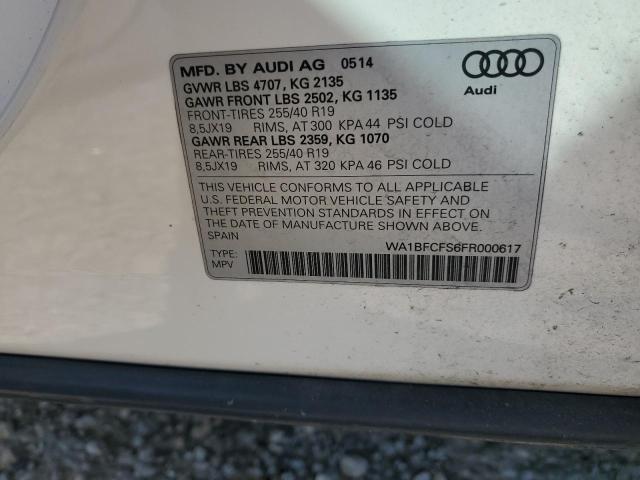 MFD. BY AUDI AG 0514
GVWR LBS 4707, KG 2135
GAWR FRONT LBS 2502, KG 1135
FRONT-TIRES 255/40 R19
8,5JX19 RIMS, AT 300 KPA 44 PSI COLD
GAWR REAR LBS 2359, KG 1070
REAR-TIRES 255/40 R19
8,5JX19 RIMS, AT 320 KPA 46 PSI COLD
Audi
THIS VEHICLE CONFORMS TO ALL APPLICABLE
U.S. FEDERAL MOTOR VEHICLE SAFETY AND
THEFT PREVENTION STANDARDS IN EFFECT ON
THE DATE OF MANUFACTURE SHOWN ABOVE.
SPAIN
WA1BFCFS6FR000617
TYPE:
MPV